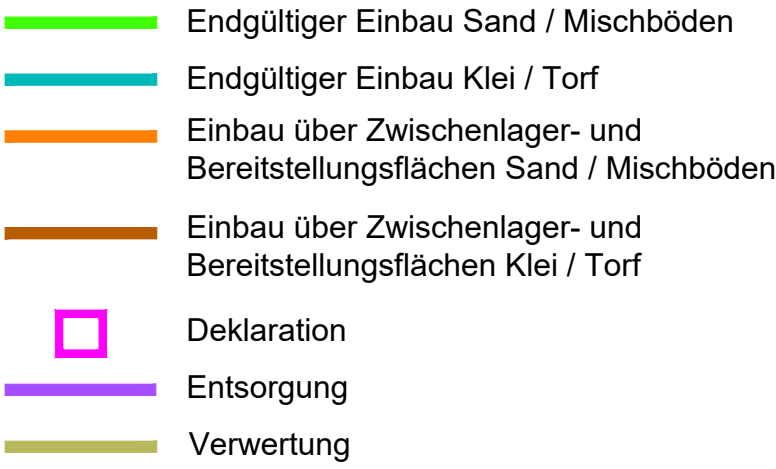 Endgültiger Einbau Sand / Mischböden
Endgültiger Einbau Klei / Torf
Einbau über Zwischenlager- und
Bereitstellungsflächen Sand / Mischböden
Einbau über Zwischenlager- und
Bereitstellungsflächen Klei / Torf
Deklaration
Entsorgung
Verwertung